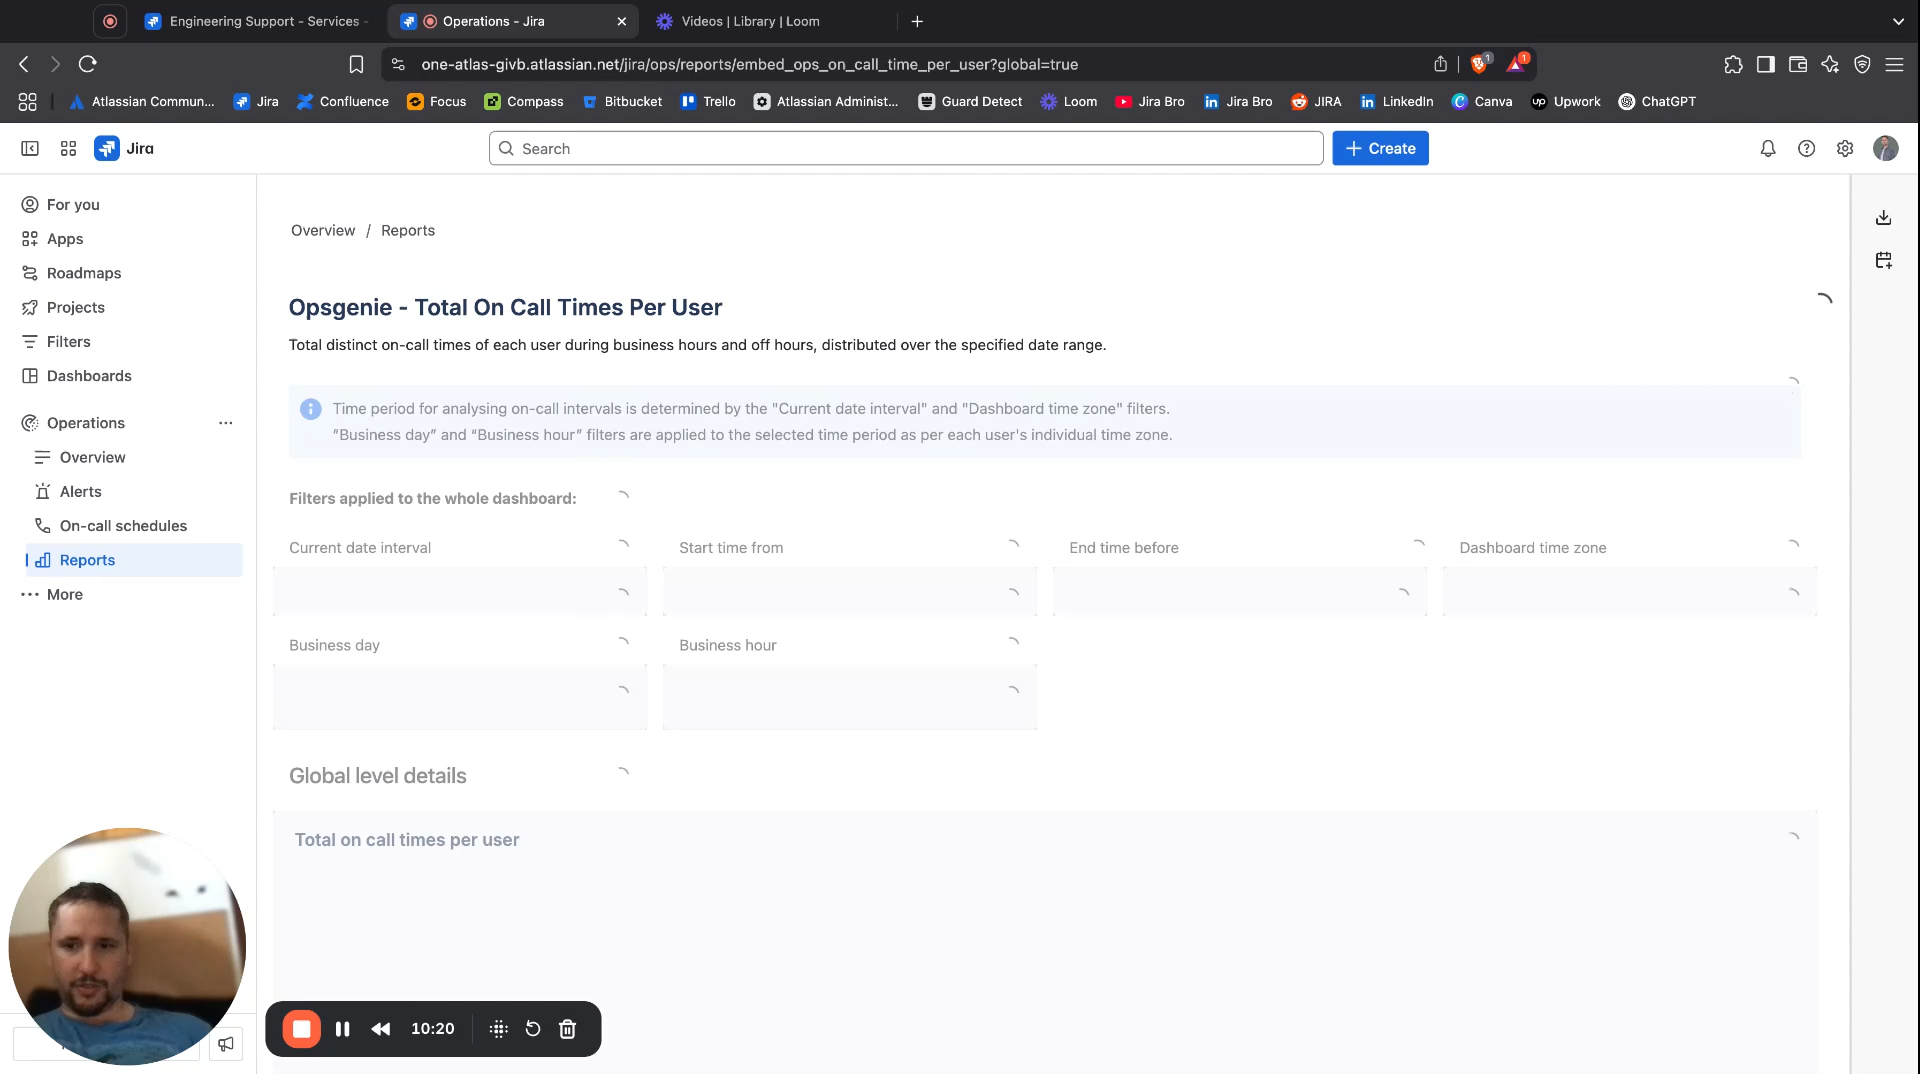 Engineering Support - Services -
Operations - Jira
Videos | Library | Loom
one-atlas-givb.atlassian.net/jira/ops/reports/embed_ops_on_call_time_per_user?global=true
1
1
Atlassian Commun...
Jira
Confluence
Focus
Compass
Bitbucket
Trello
Atlassian Administ...
Guard Detect
Loom
Jira Bro
Jira Bro
JIRA
LinkedIn
Canva
Upwork
ChatGPT
Jira
Search
Create
For you
Apps
Roadmaps
Projects
Filters
Dashboards
Operations
Overview
Alerts
On-call schedules
Reports
More
Overview / Reports
Opsgenie - Total On Call Times Per User
Total distinct on-call times of each user during business hours and off hours, distributed over the specified date range.
Time period for analysing on-call intervals is determined by the "Current date interval" and "Dashboard time zone" filters.
"Business day" and "Business hour" filters are applied to the selected time period as per each user's individual time zone.
Filters applied to the whole dashboard:
Current date interval
Start time from
End time before
Dashboard time zone
Business day
Business hour
Global level details
Total on call times per user
10:20